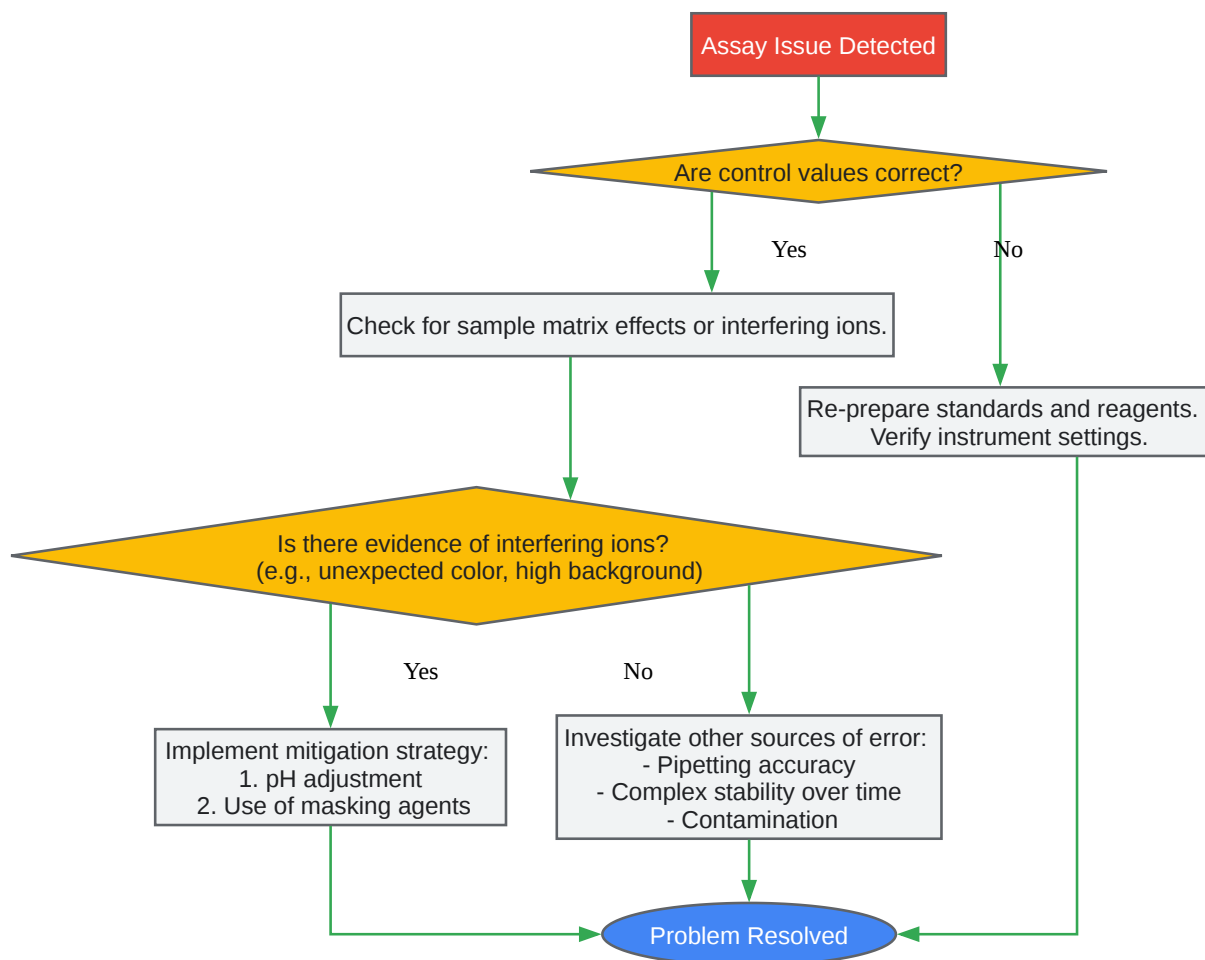 Assay Issue Detected
Are control values correct?
Yes
No
Check for sample matrix effects or interfering ions.
Re-prepare standards and reagents.
Verify instrument settings.
Is there evidence of interfering ions?
(e.g., unexpected color, high background)
Yes
No
Implement mitigation strategy:
1. pH adjustment
2. Use of masking agents
Investigate other sources of error:
- Pipetting accuracy
- Complex stability over time
- Contamination
Problem Resolved